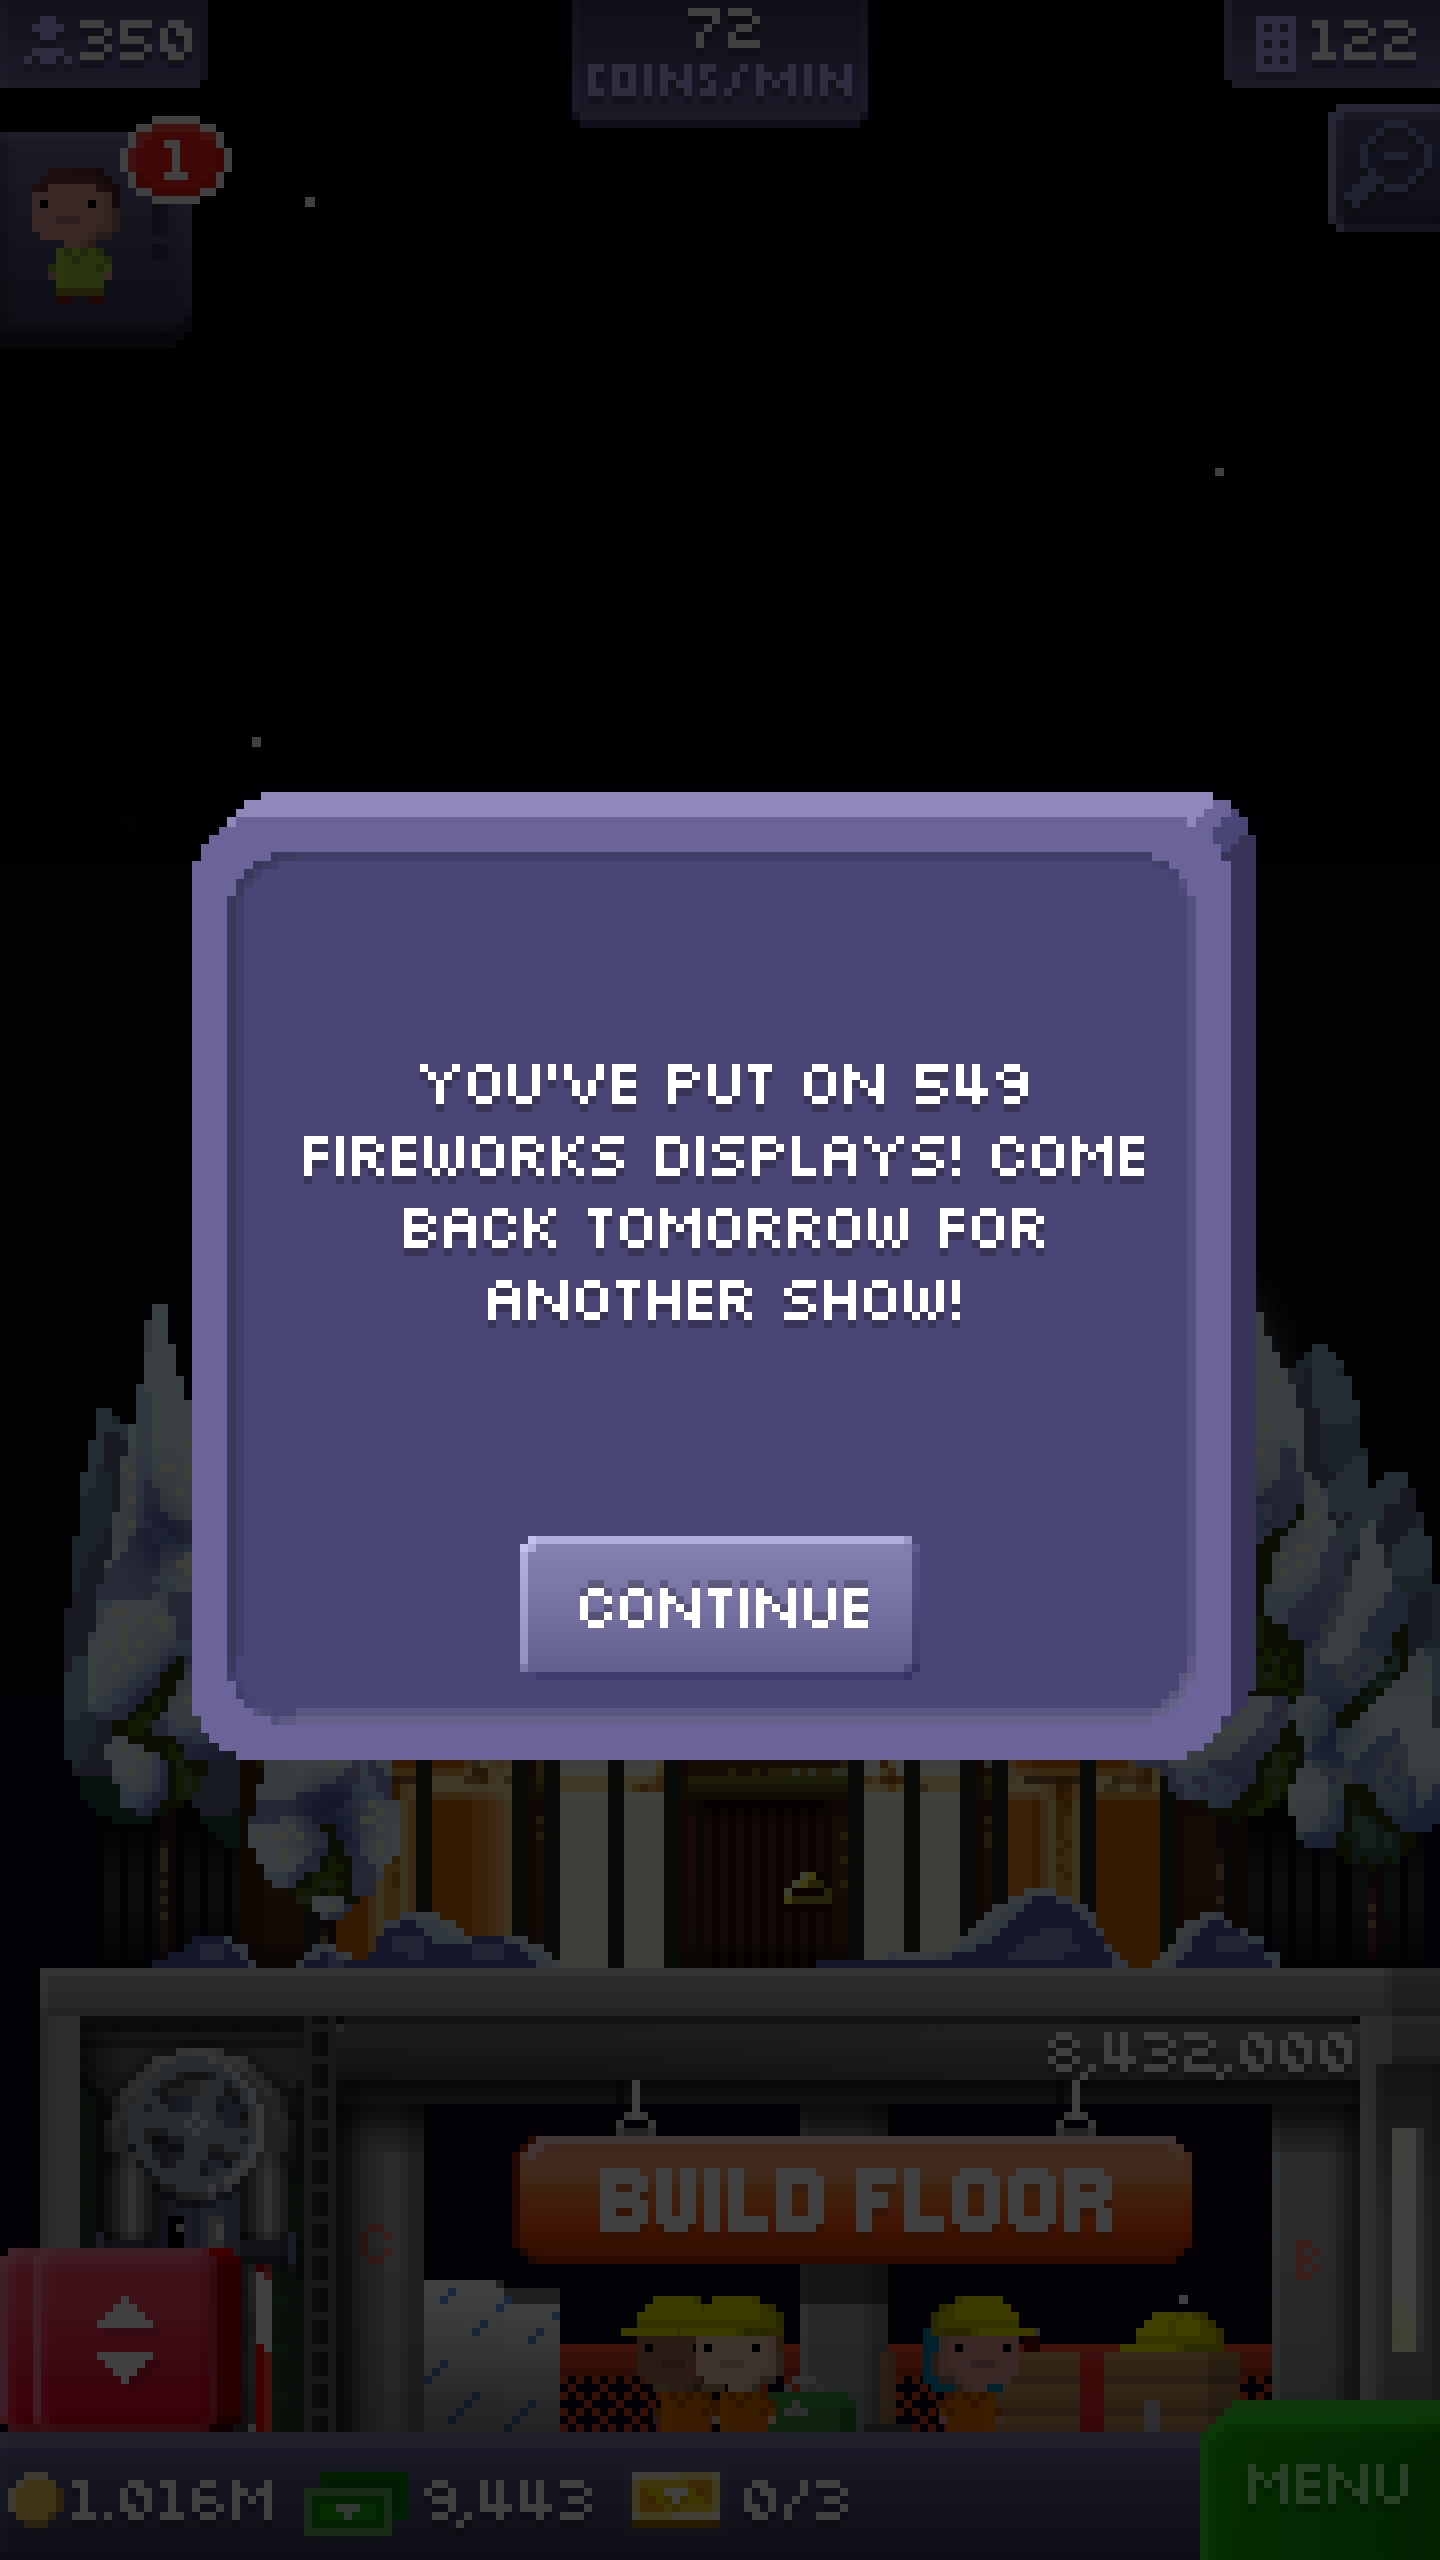 350
72
COINS/MIN
122
1
YOU'VE PUT ON 549
FIREWORKS DISPLAYS! COME
BACK TOMORROW FOR
ANOTHER SHOW!
CONTINUE
8,432,000
BUILD FLOOR
C
B
1.016M
9,443
0/3
MENU